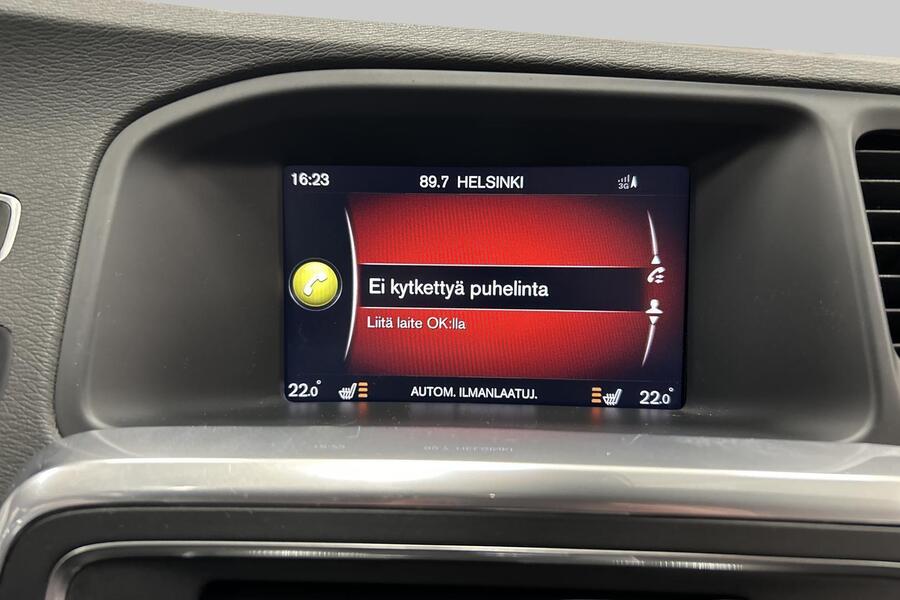 16:23
89.7 HELSINKI
3G
Ei kytkettyä puhelinta
Liitä laite OK:lla
22.0°
AUTOM. ILMANLAATUJ.
22.0°